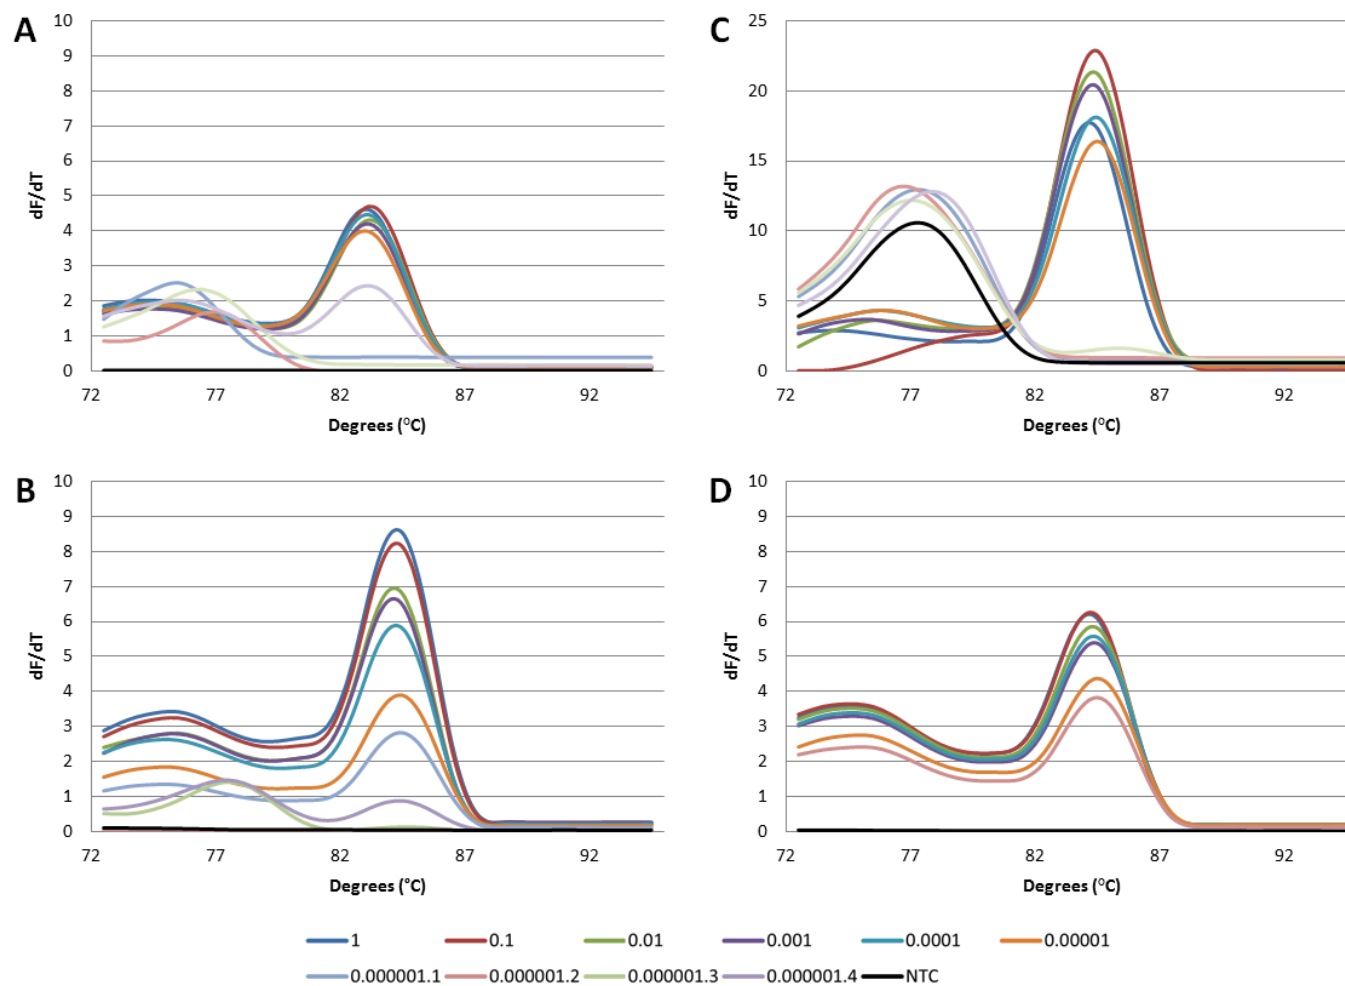 A
10
9
8
7
6
5
4
3
2
1
0
dF/dT
72 77 82 87 92
Degrees (°C)
C
25
20
15
10
5
0
dF/dT
72 77 82 87 92
Degrees (°C)
B
10
9
8
7
6
5
4
3
2
1
0
dF/dT
72 77 82 87 92
Degrees (°C)
D
10
9
8
7
6
5
4
3
2
1
0
dF/dT
72 77 82 87 92
Degrees (°C)
1 0.1 0.01 0.001 0.0001 0.00001
0.000001.1 0.000001.2 0.000001.3 0.000001.4 NTC